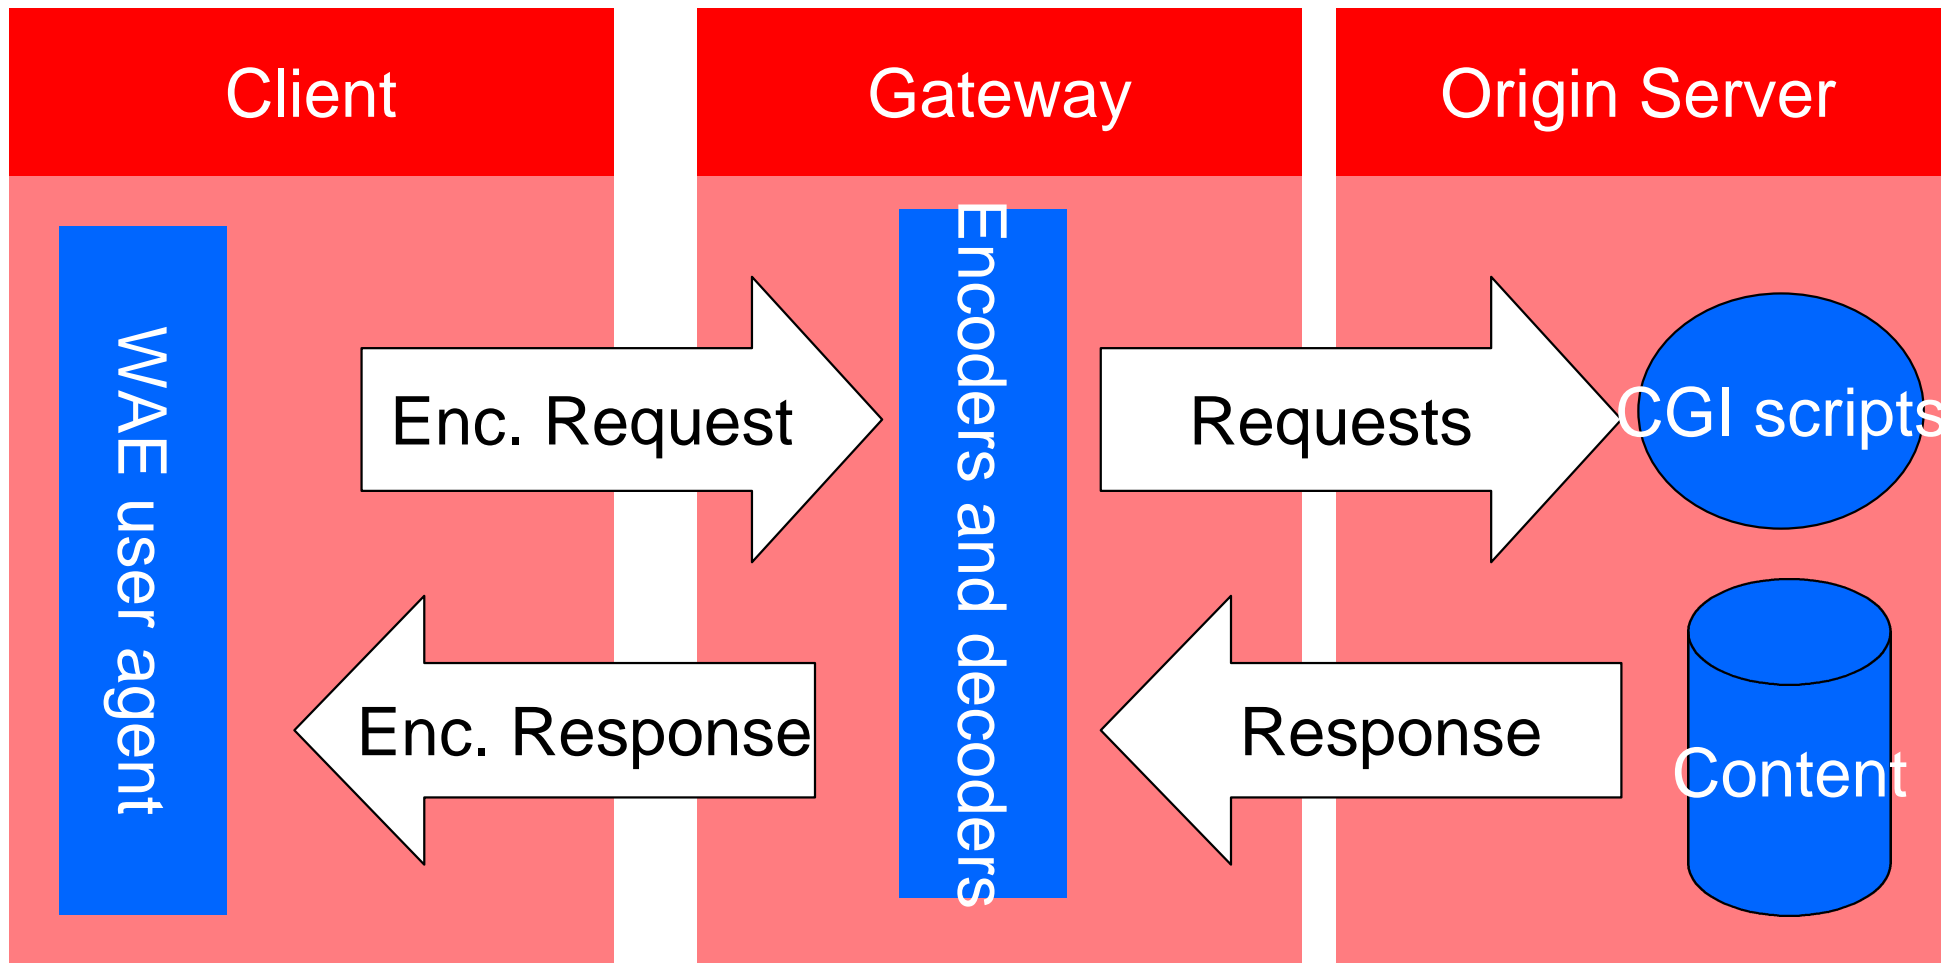 Client
Gateway
Origin Server
WAE user agent
Enc. Request
Encoders and decoders
Requests
CGI scripts
Enc. Response
Response
Content